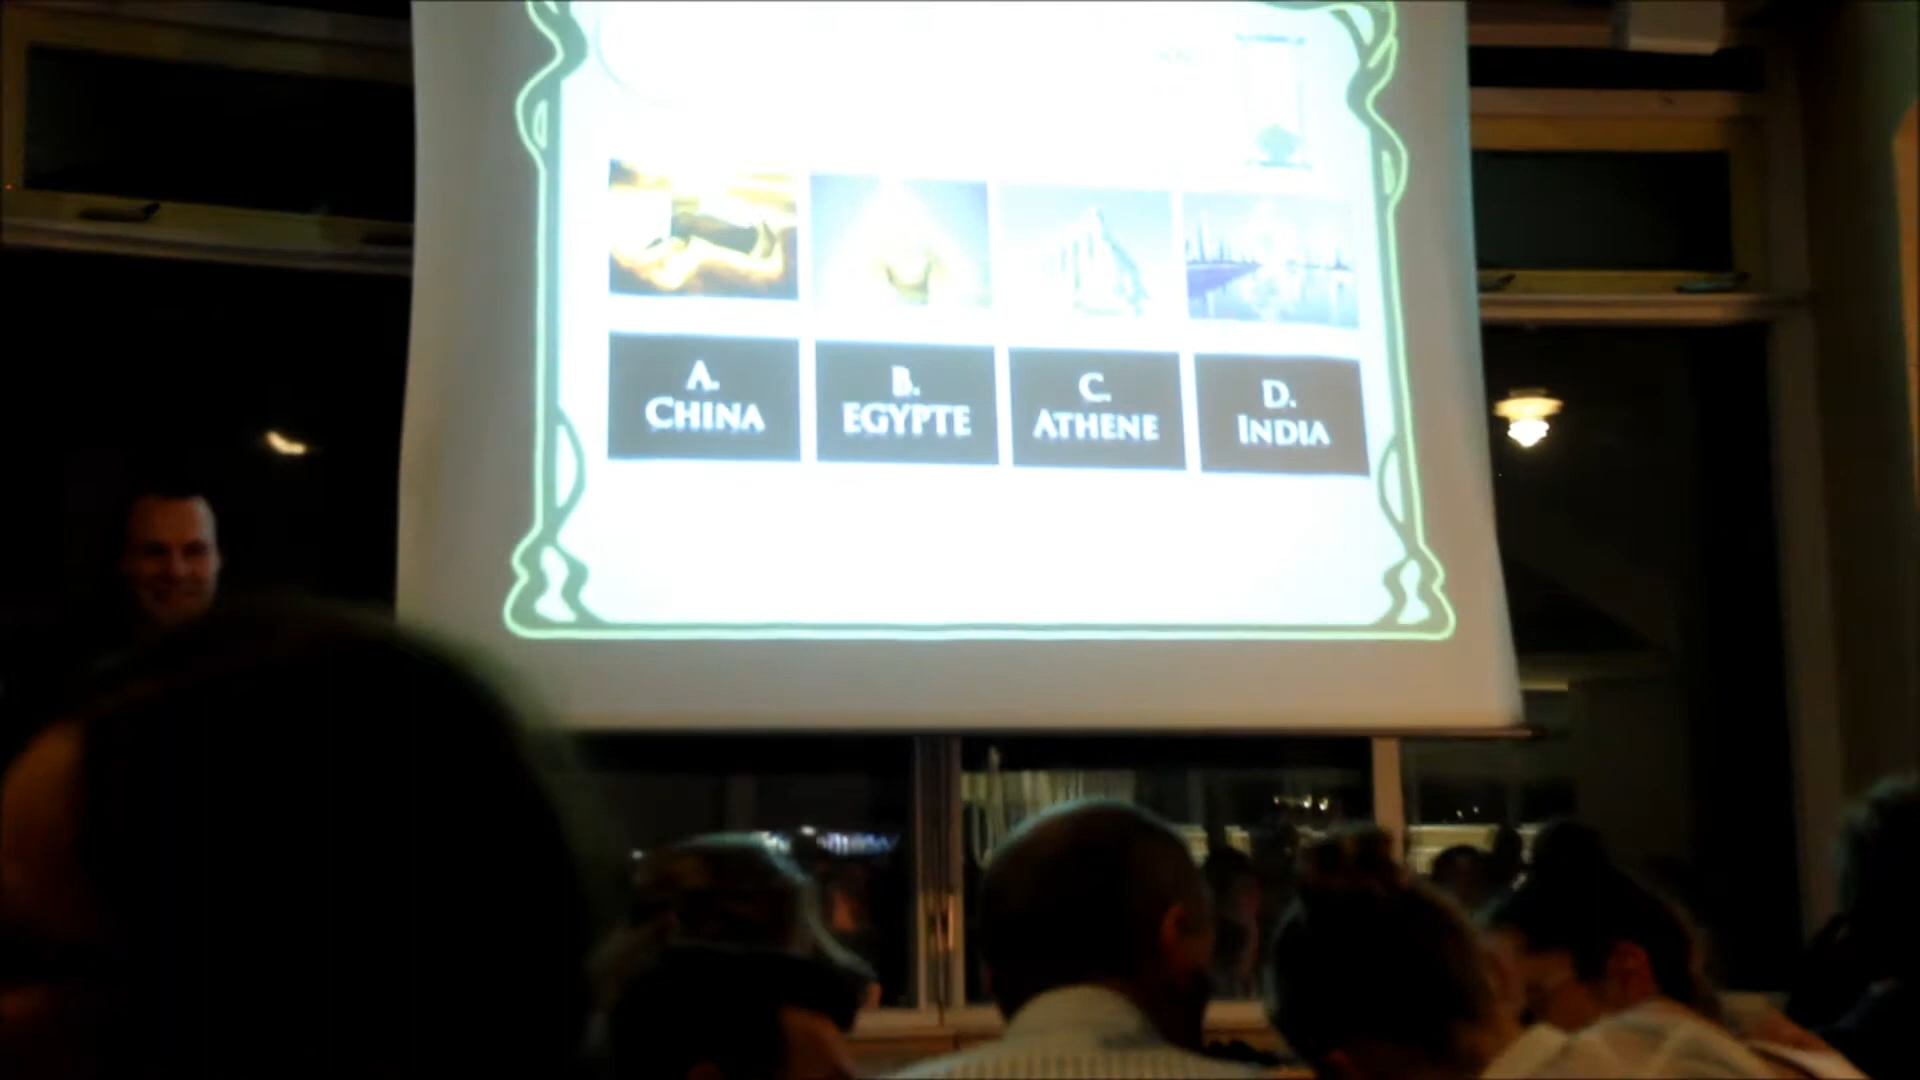 A.
CHINA
B.
EGYPTE
C.
ATHENE
D.
INDIA